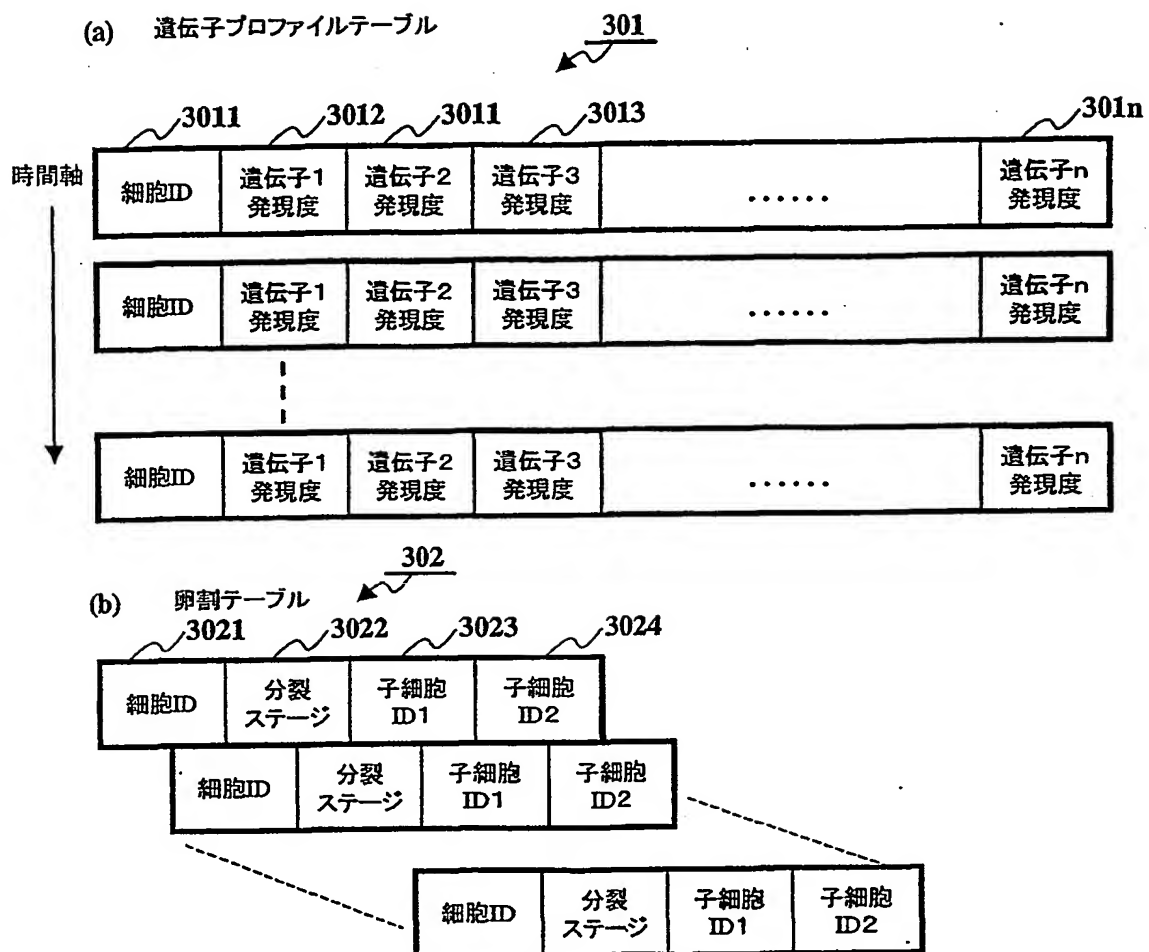 (a) 遺伝子プロファイルテーブル 301
3011 3012 3011 3013 301n
時間軸
細胞ID 遺伝子1 発現度 遺伝子2 発現度 遺伝子3 発現度 ...... 遺伝子n 発現度
細胞ID 遺伝子1 発現度 遺伝子2 発現度 遺伝子3 発現度 ...... 遺伝子n 発現度
細胞ID 遺伝子1 発現度 遺伝子2 発現度 遺伝子3 発現度 ...... 遺伝子n 発現度
302
(b) 卵割テーブル
3021 3022 3023 3024
細胞ID 分裂 ステージ 子細胞 ID1 子細胞 ID2
細胞ID 分裂 ステージ 子細胞 ID1 子細胞 ID2
細胞ID 分裂 ステージ 子細胞 ID1 子細胞 ID2